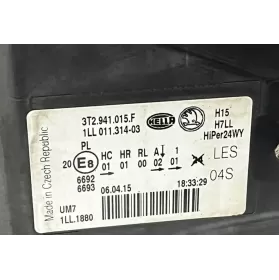 3T2.941.015.F
1LL 011.314-03
HELLA
H15
H7LL
HiPer24WY
PL
HC HR RL A 1
20 E8 01 01 00 02 01
LES
04S
6692
6693 06.04.15 18:33:29
UM7
1LL.1880
Made in Czech Republic